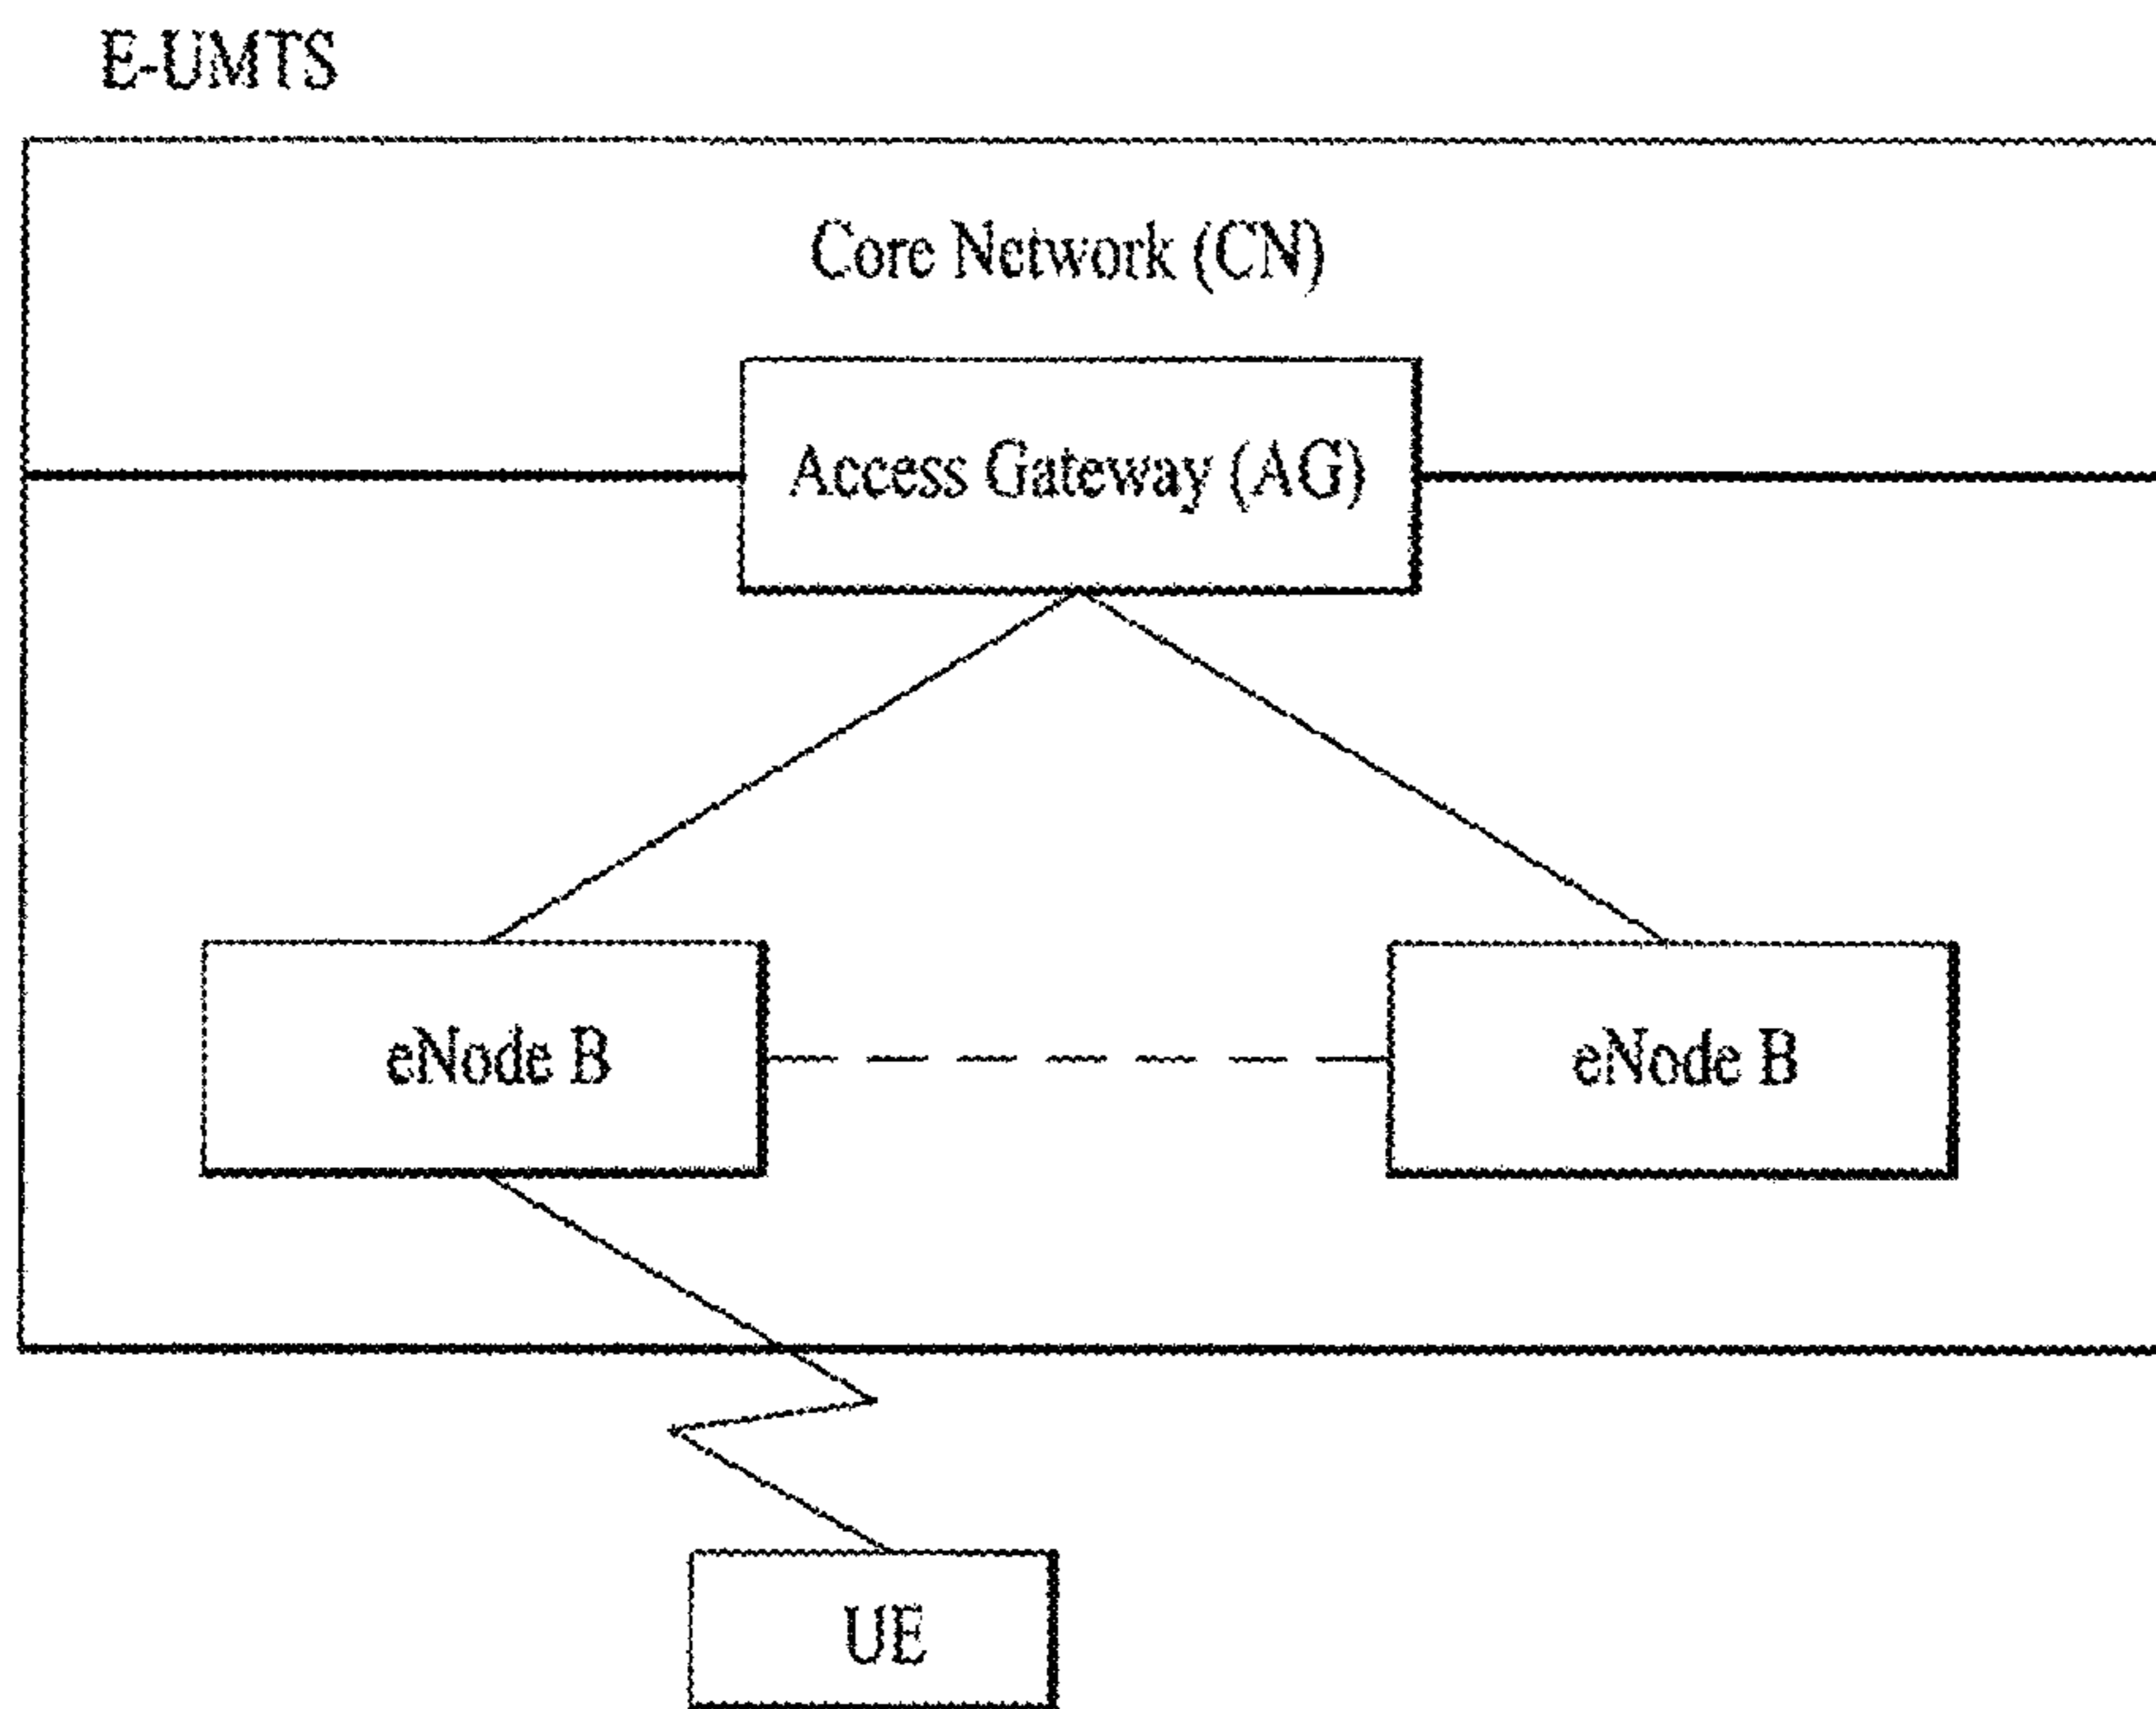 E-UMTS
Core Network (CN)
Access Gateway (AG)
eNode B
eNode B
UE